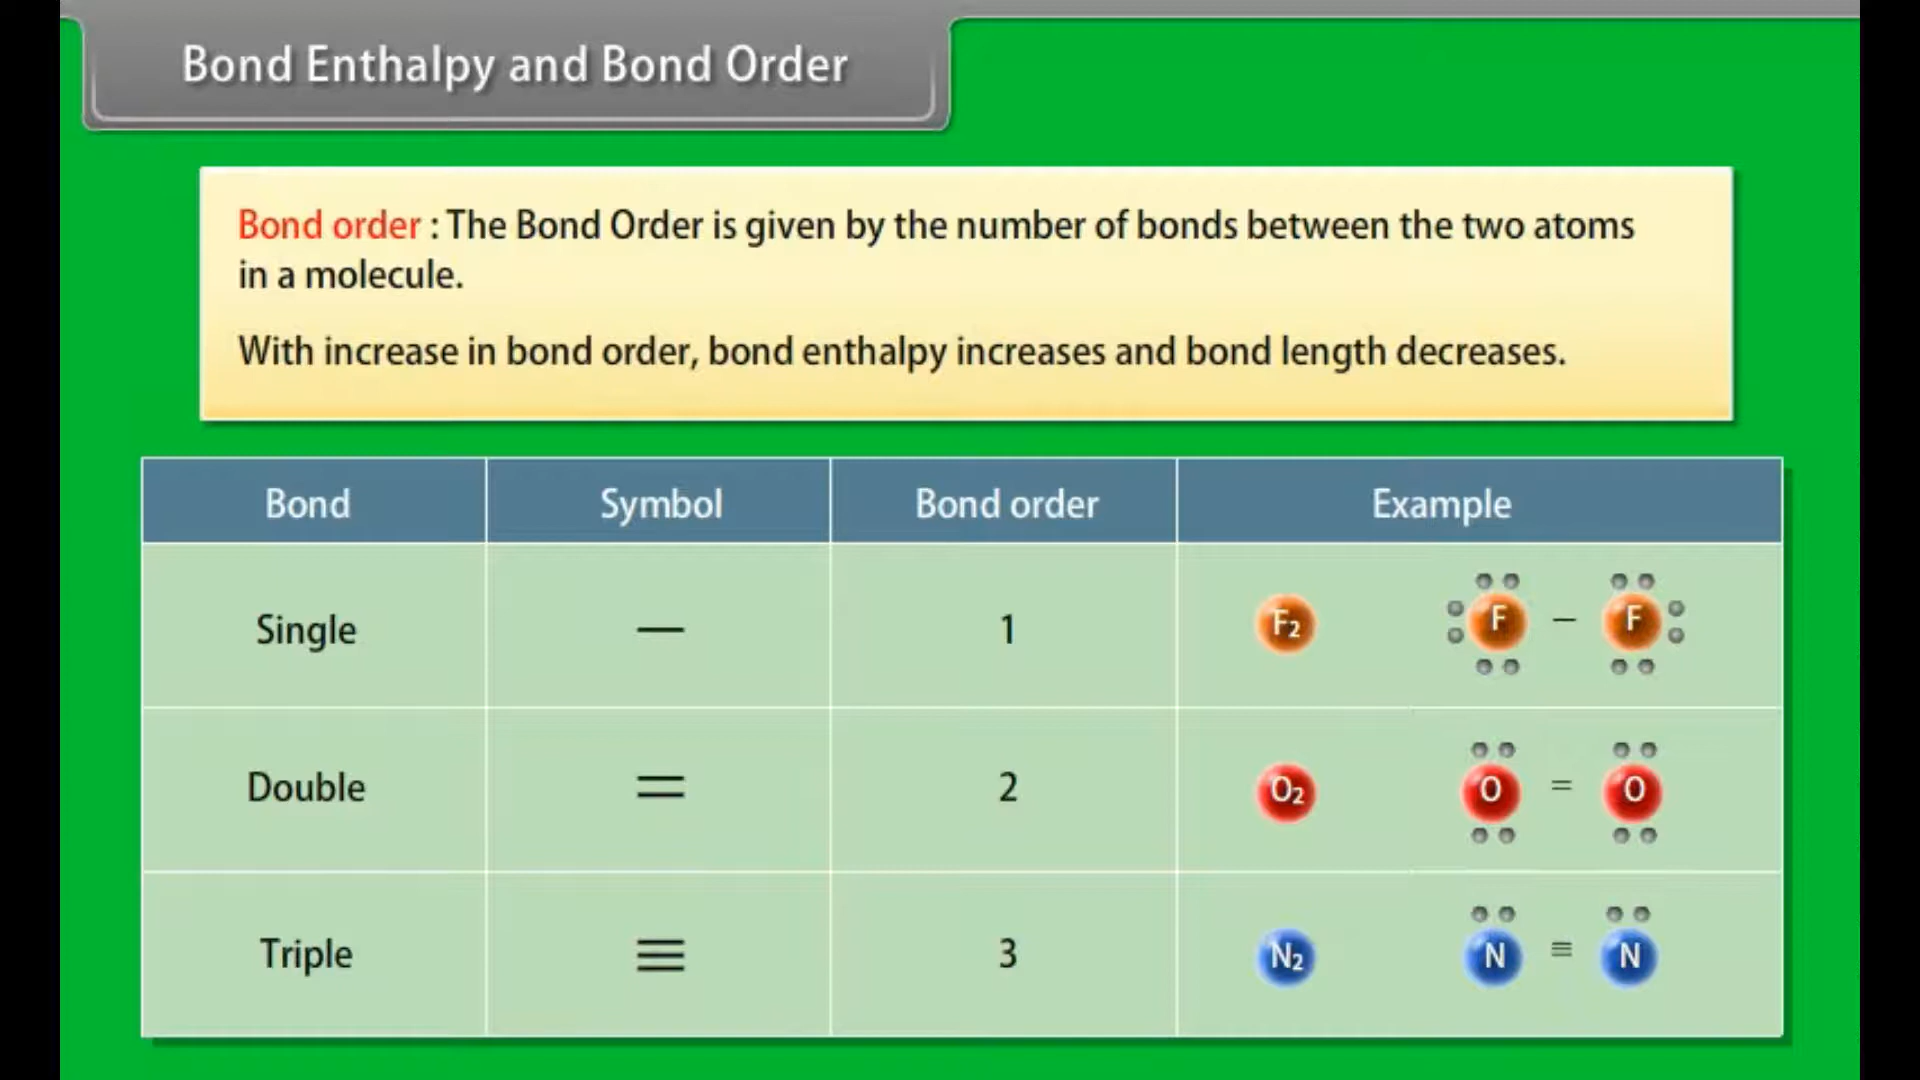 Bond Enthalpy and Bond Order
Bond order : The Bond Order is given by the number of bonds between the two atoms
in a molecule.
With increase in bond order, bond enthalpy increases and bond length decreases.
Bond Symbol Bond order Example
Single — 1 F₂ F – F
Double = 2 O₂ O = O
Triple ≡ 3 N₂ N ≡ N